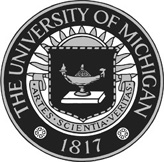 THE UNIVERSITY OF MICHIGAN
ARTES · SCIENTIA · VERITAS
1817